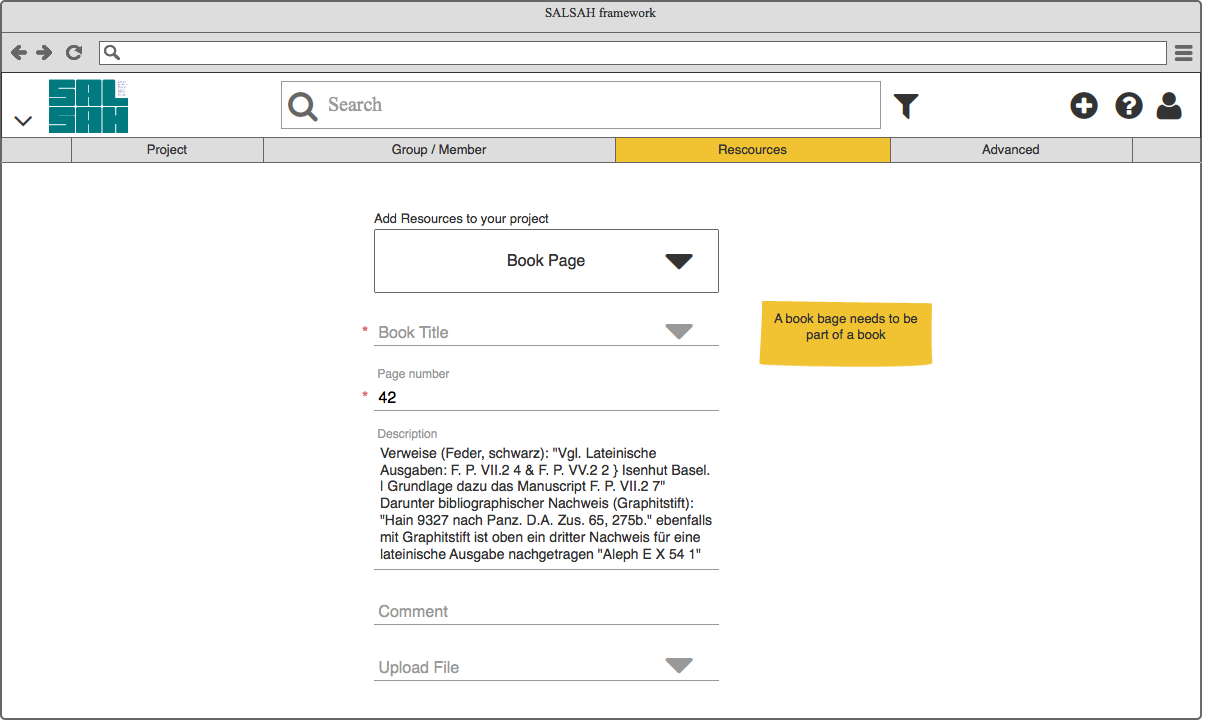 SALSAH framework
SAL
SAH
Search
Project
Group / Member
Rescources
Advanced
Add Resources to your project
Book Page
* Book Title
A book bage needs to be
part of a book
Page number
* 42
Description
Verweise (Feder, schwarz): "Vgl. Lateinische
Ausgaben: F. P. VII.2 4 & F. P. VV.2 2 } Isenhut Basel.
l Grundlage dazu das Manuscript F. P. VII.2 7"
Darunter bibliographischer Nachweis (Graphitstift):
"Hain 9327 nach Panz. D.A. Zus. 65, 275b." ebenfalls
mit Graphitstift ist oben ein dritter Nachweis für eine
lateinische Ausgabe nachgetragen "Aleph E X 54 1"
Comment
Upload File